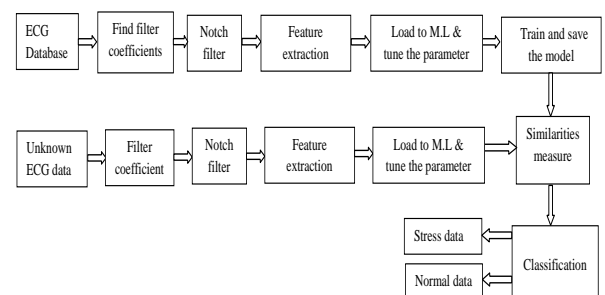 ECG
Database
Find filter
coefficients
Notch
filter
Feature
extraction
Load to M.L &
tune the parameter
Train and save
the model
Unknown
ECG data
Filter
coefficient
Notch
filter
Feature
extraction
Load to M.L &
tune the parameter
Similarities
measure
Stress data
Normal data
Classification